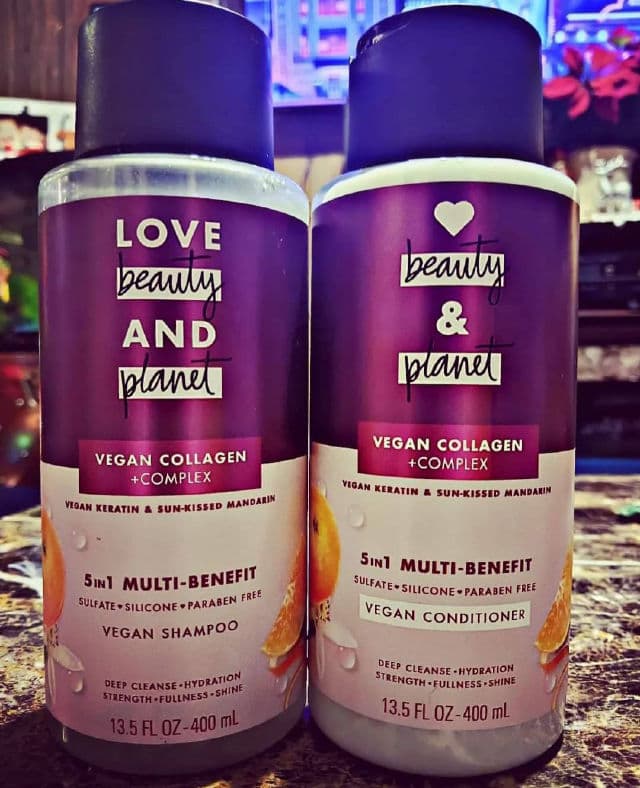 LOVE
beauty
AND
planet
VEGAN COLLAGEN
+COMPLEX
VEGAN KERATIN & SUN-KISSED MANDARIN
5IN1 MULTI-BENEFIT
SULFATE • SILICONE • PARABEN FREE
VEGAN SHAMPOO
DEEP CLEANSE • HYDRATION
STRENGTH • FULLNESS • SHINE
13.5 FL OZ - 400 mL
beauty
&
planet
VEGAN COLLAGEN
+COMPLEX
VEGAN KERATIN & SUN-KISSED MANDARIN
5IN1 MULTI-BENEFIT
SULFATE • SILICONE • PARABEN FREE
VEGAN CONDITIONER
DEEP CLEANSE • HYDRATION
STRENGTH • FULLNESS • SHINE
13.5 FL OZ - 400 mL